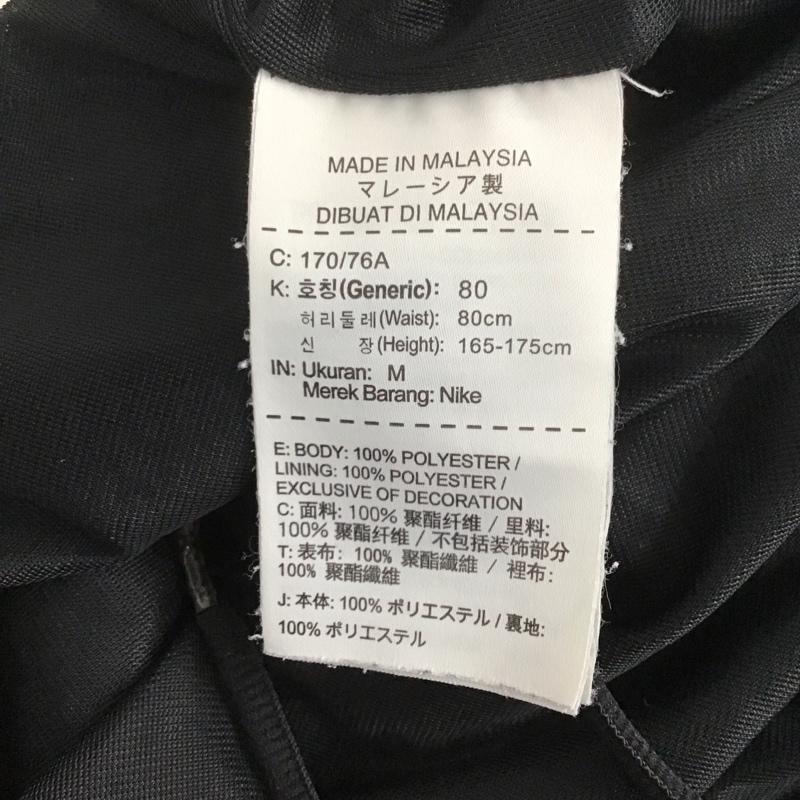 MADE IN MALAYSIA
マレーシア製
DIBUAT DI MALAYSIA
C: 170/76A
K: 호칭(Generic): 80
허리둘레(Waist): 80cm
신 장(Height): 165-175cm
IN: Ukuran: M
Merek Barang: Nike
E: BODY: 100% POLYESTER /
LINING: 100% POLYESTER /
EXCLUSIVE OF DECORATION
C: 面料: 100% 聚酯纤维 / 里料:
100% 聚酯纤维 / 不包括装饰部分
T: 表布: 100% 聚酯纖維 / 裡布:
100% 聚酯纖維
J: 本体: 100% ポリエステル / 裏地:
100% ポリエステル